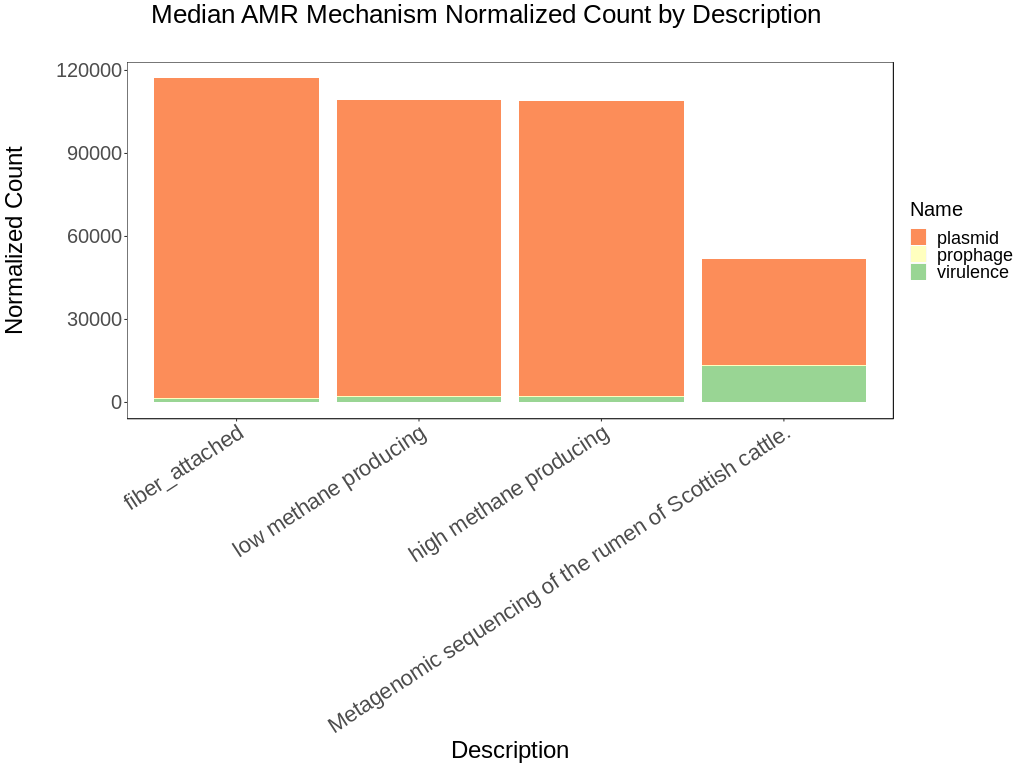 Median AMR Mechanism Normalized Count by Description
Normalized Count
120000
90000
60000
30000
0
fiber_attached
low methane producing
high methane producing
Metagenomic sequencing of the rumen of Scottish cattle.
Description
Name
plasmid
prophage
virulence